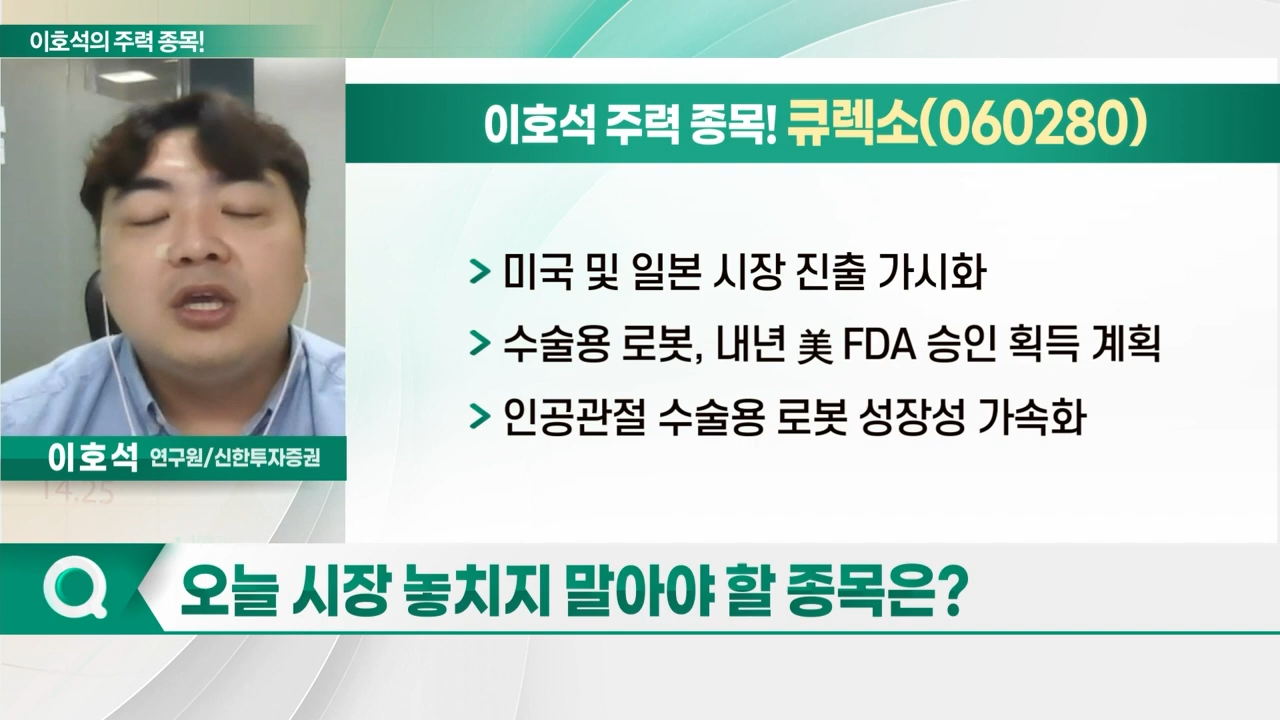 이호석의 주력 종목!
이호석 주력 종목! 큐렉소(060280)
> 미국 및 일본 시장 진출 가시화
> 수술용 로봇, 내년 美 FDA 승인 획득 계획
> 인공관절 수술용 로봇 성장성 가속화
이호석 연구원/신한투자증권
14.25
오늘 시장 놓치지 말아야 할 종목은?